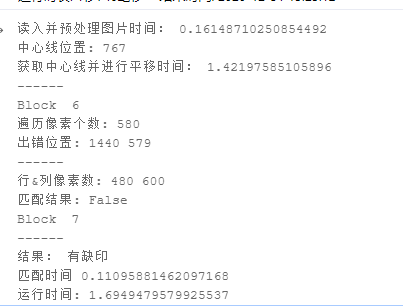 读入并预处理图片时间: 0.16148710250854492
中心线位置: 767
获取中心线并进行平移时间: 1.42197585105896
------
Block  6
遍历像素个数: 580
出错位置: 1440 579
------
行&列像素数: 480 600
匹配结果: False
Block  7
------
结果: 有缺印
匹配时间 0.11095881462097168
运行时间: 1.6949479579925537